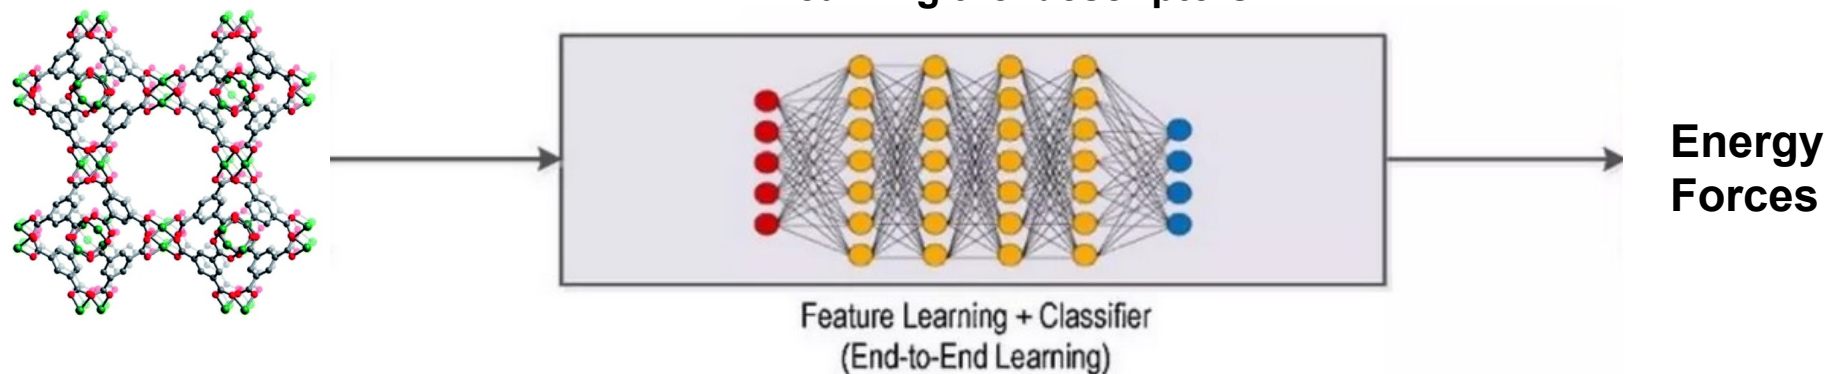 Energy
Forces
Feature Learning + Classifier
(End-to-End Learning)